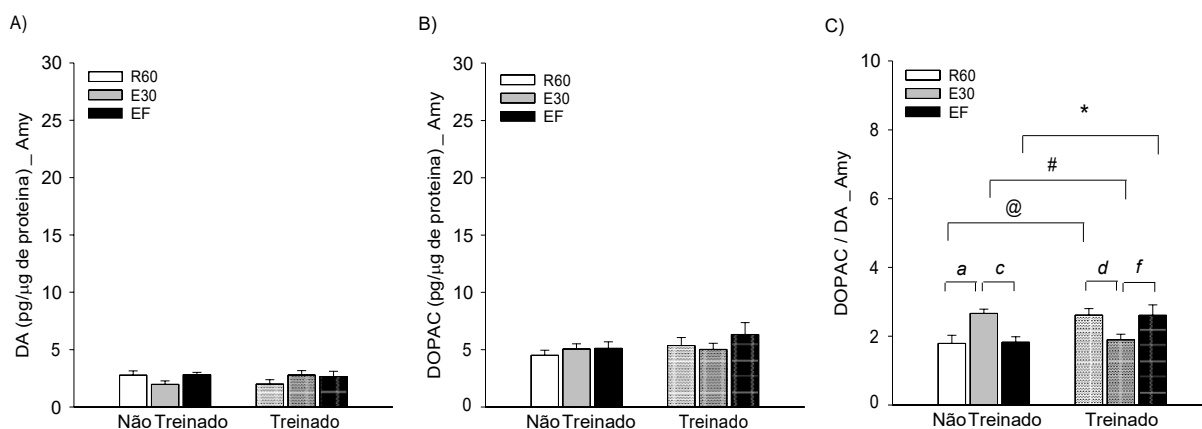 A)
30
25
20
15
10
5
0
DA (pg/µg de proteina) _ Amy
R60
E30
EF
Não Treinado
Treinado
B)
30
25
20
15
10
5
0
DOPAC (pg/µg de proteina) _ Amy
R60
E30
EF
Não Treinado
Treinado
C)
10
8
6
4
2
0
DOPAC / DA _ Amy
R60
E30
EF
*
#
@
a c d f
Não Treinado
Treinado